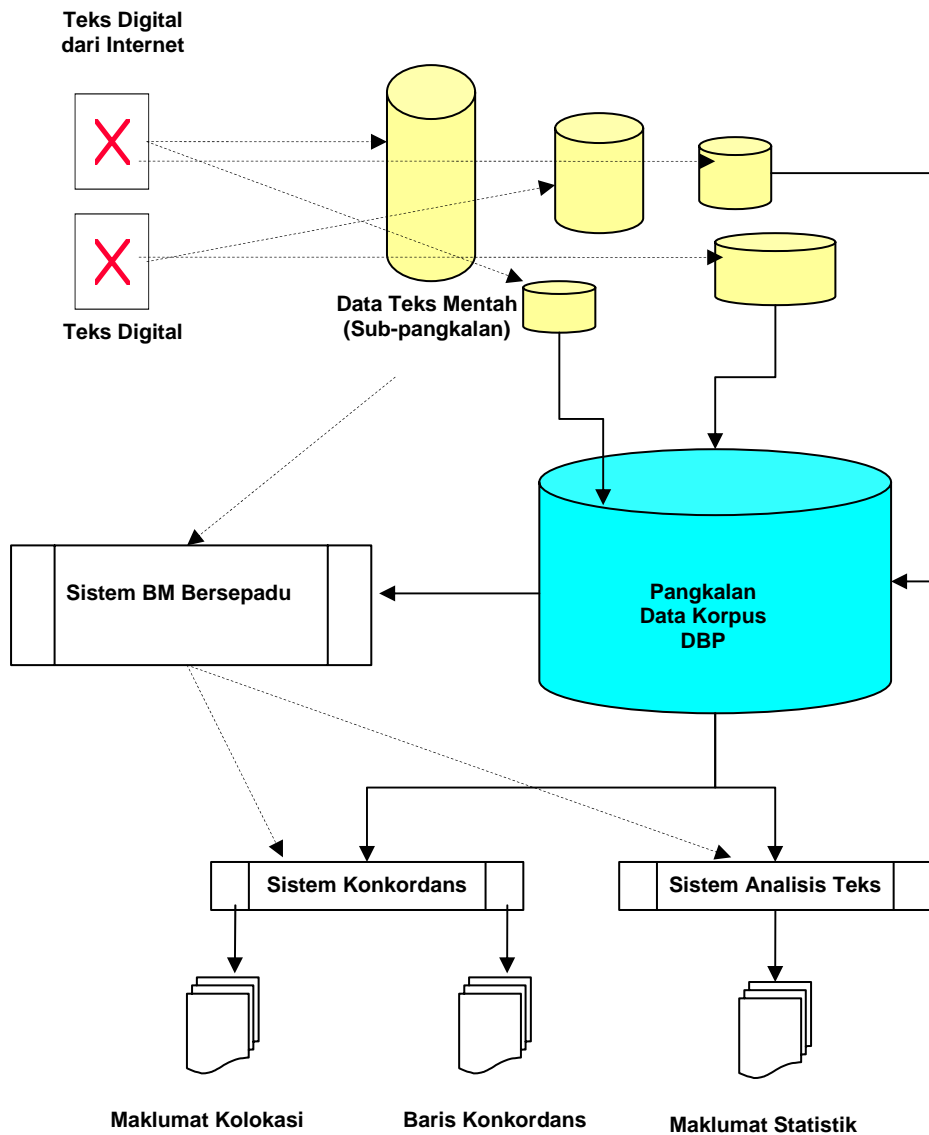 Teks Digital
dari Internet
Teks Digital
Data Teks Mentah
(Sub-pangkalan)
Sistem BM Bersepadu
Pangkalan
Data Korpus
DBP
Sistem Konkordans
Sistem Analisis Teks
Maklumat Kolokasi
Baris Konkordans
Maklumat Statistik